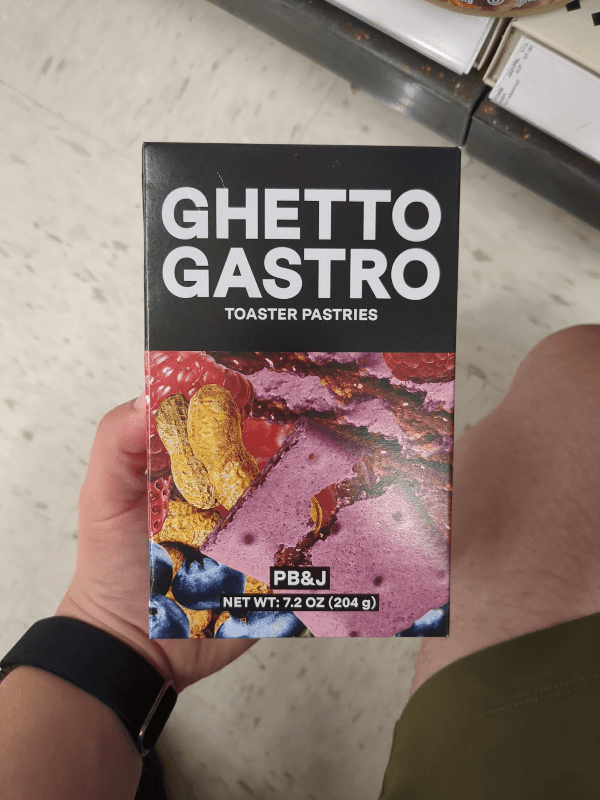 GHETTO
GASTRO
TOASTER PASTRIES
PB&J
NET WT: 7.2 OZ (204 g)